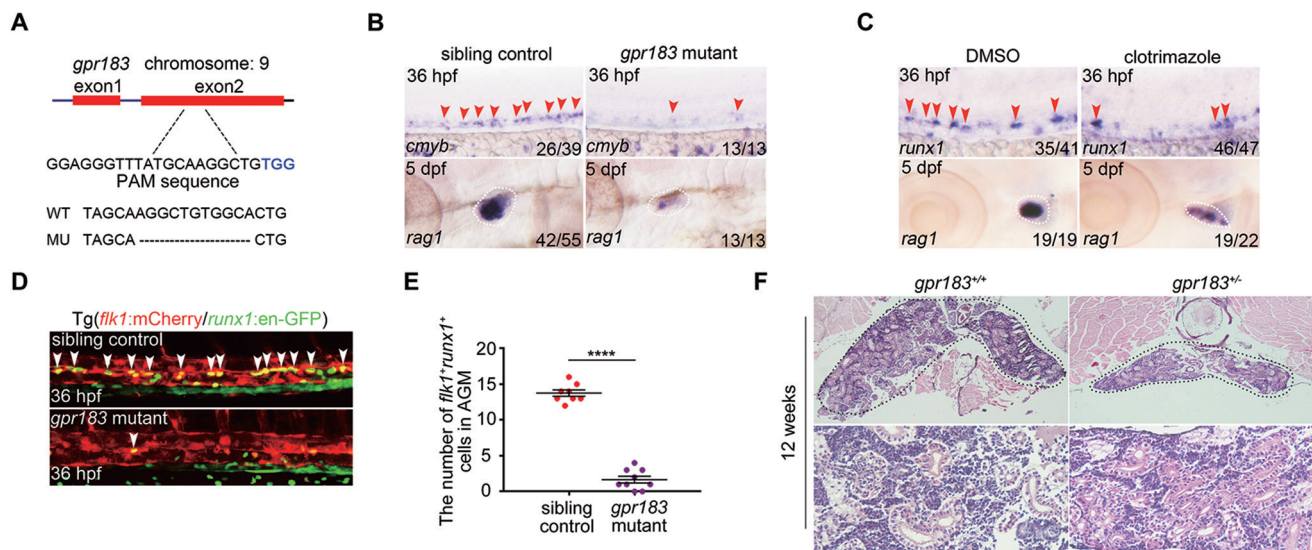 A
gpr183 chromosome: 9
exon1 exon2
GGAGGGTTTATGCAAGGCTGTGG
PAM sequence
WT TAGCAAGGCTGTGGCACTG
MU TAGCA -------------------- CTG
B
sibling control gpr183 mutant
36 hpf 36 hpf
cmyb 26/39 cmyb 13/13
5 dpf 5 dpf
rag1 42/55 rag1 13/13
C
DMSO clotrimazole
36 hpf 36 hpf
runx1 35/41 runx1 46/47
5 dpf 5 dpf
rag1 19/19 rag1 19/22
D
Tg(flk1:mCherry/runx1:en-GFP)
sibling control
36 hpf
gpr183 mutant
36 hpf
E
The number of flk1+runx1+
cells in AGM
20
15
10
5
0
****
sibling control
gpr183 mutant
F
gpr183+/+ gpr183+/-
12 weeks